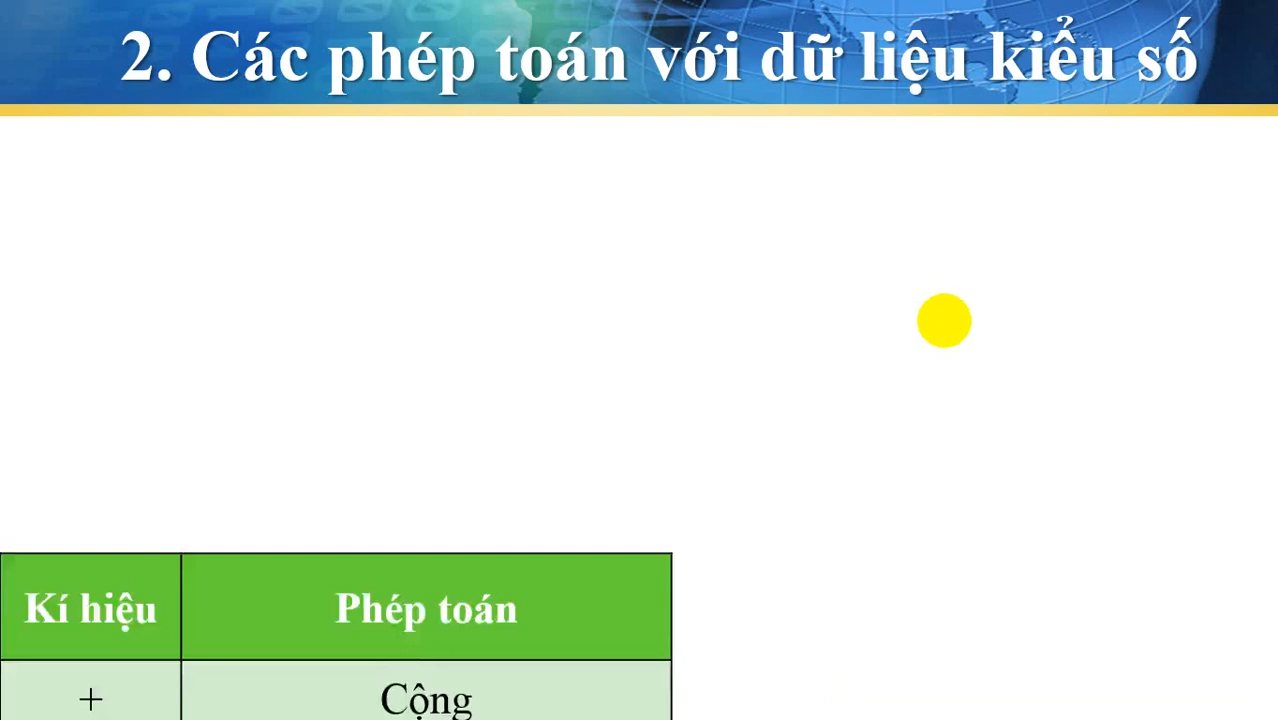 2. Các phép toán với dữ liệu kiểu số
Kí hiệu Phép toán
+ Cộng